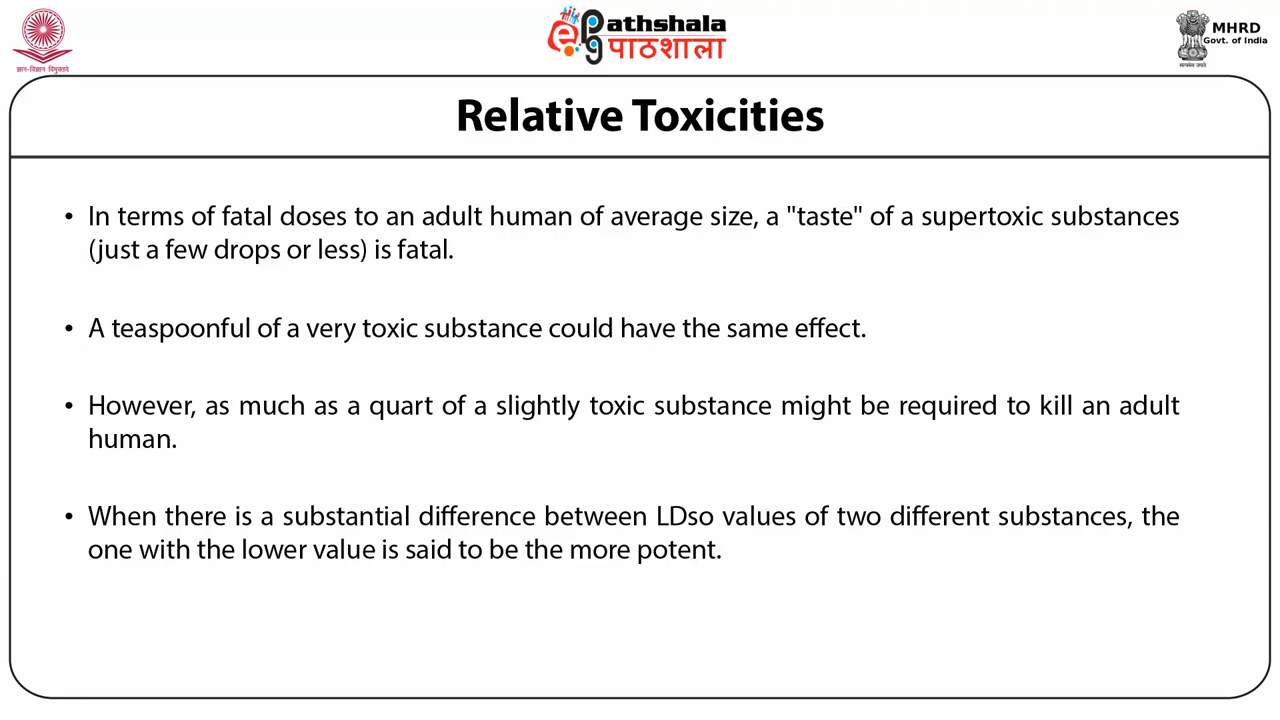 ज्ञान-विज्ञान विमुक्तये
ePathshala
पाठशाला
सत्यमेव जयते
MHRD
Govt. of India
Relative Toxicities
• In terms of fatal doses to an adult human of average size, a "taste" of a supertoxic substances
(just a few drops or less) is fatal.
• A teaspoonful of a very toxic substance could have the same effect.
• However, as much as a quart of a slightly toxic substance might be required to kill an adult
human.
• When there is a substantial difference between LDso values of two different substances, the
one with the lower value is said to be the more potent.